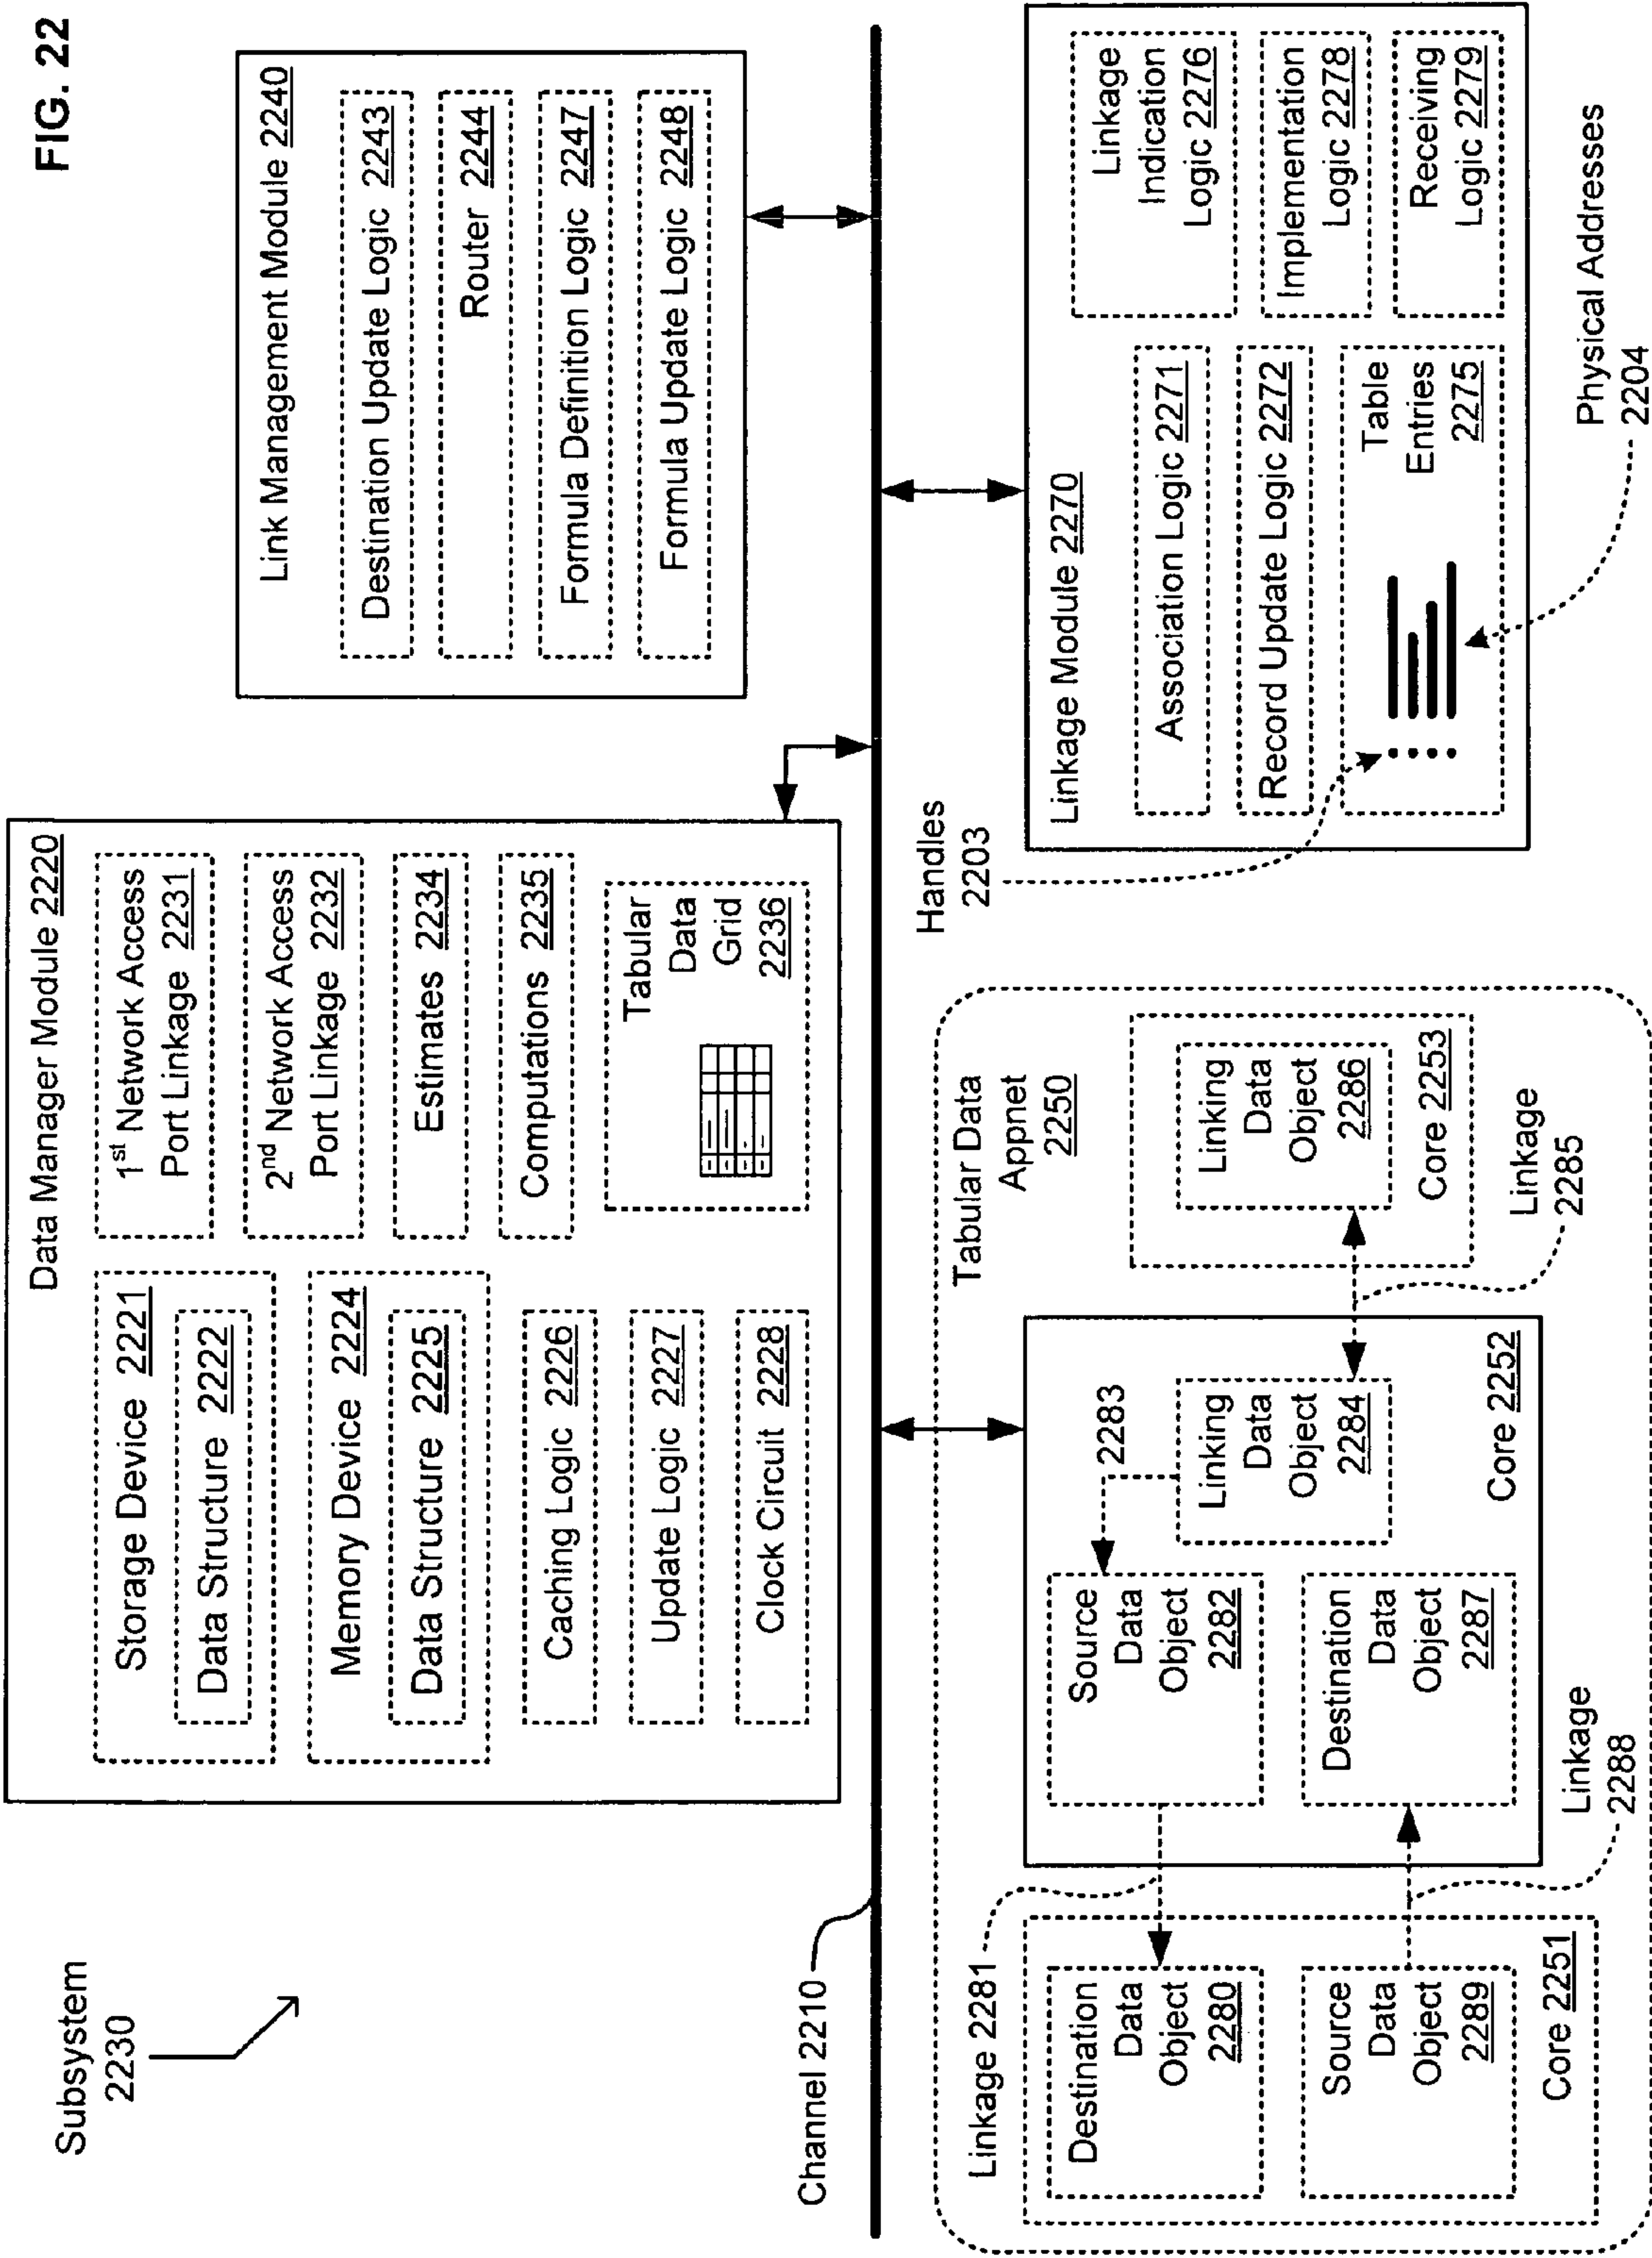 FIG. 22
Subsystem
2230
Data Manager Module 2220
Storage Device 2221
Data Structure 2222
Memory Device 2224
Data Structure 2225
Caching Logic 2226
Update Logic 2227
Clock Circuit 2228
1st Network Access
Port Linkage 2231
2nd Network Access
Port Linkage 2232
Estimates 2234
Computations 2235
Tabular
Data
Grid
2236
Link Management Module 2240
Destination Update Logic 2243
Router 2244
Formula Definition Logic 2247
Formula Update Logic 2248
Channel 2210
Tabular Data
Appnet
2250
Linkage 2281
Destination
Data
Object
2280
Source
Data
Object
2289
Core 2251
Source
Data
Object
2282
2283
Linking
Data
Object
2284
Destination
Data
Object
2287
Core 2252
Linkage
2288
Linking
Data
Object
2286
Core 2253
Linkage
2285
Handles
2203
Linkage Module 2270
Association Logic 2271
Record Update Logic 2272
Table
Entries
2275
Linkage
Indication
Logic 2276
Implementation
Logic 2278
Receiving
Logic 2279
Physical Addresses
2204